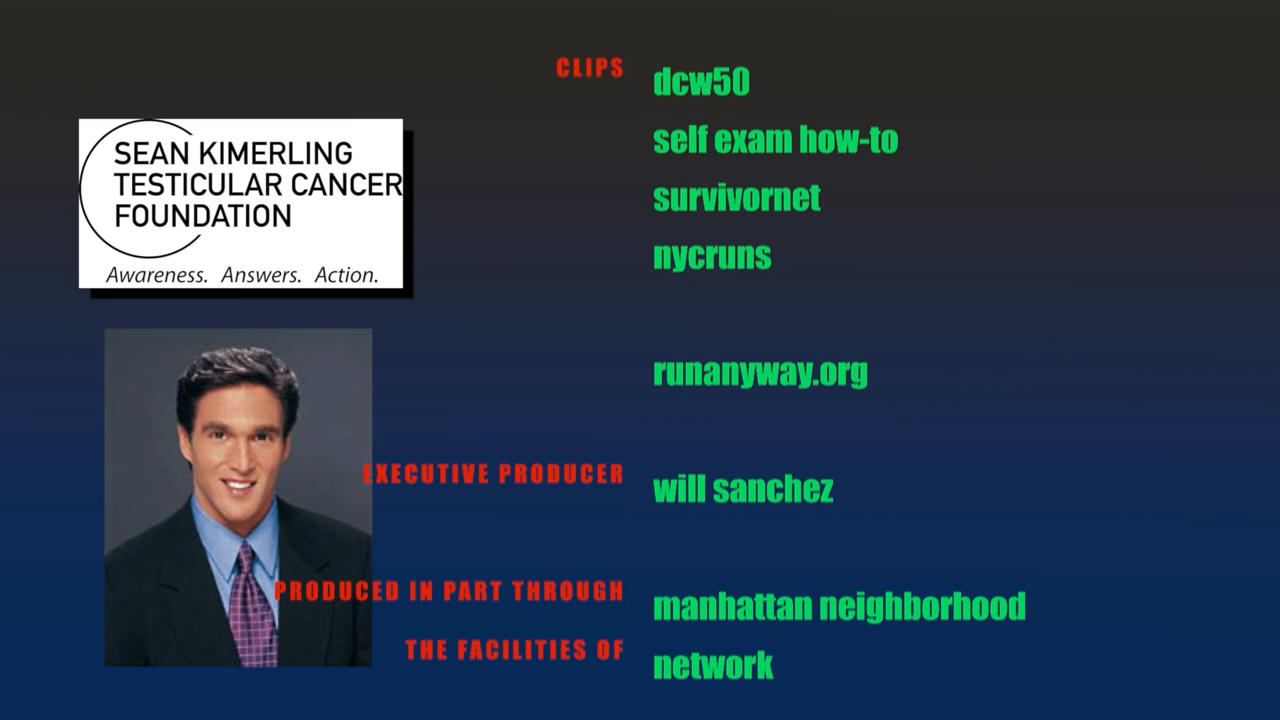 SEAN KIMERLING
TESTICULAR CANCER
FOUNDATION
Awareness. Answers. Action.
CLIPS
dcw50
self exam how-to
survivornet
nycruns
runanyway.org
EXECUTIVE PRODUCER
will sanchez
PRODUCED IN PART THROUGH
manhattan neighborhood
THE FACILITIES OF
network